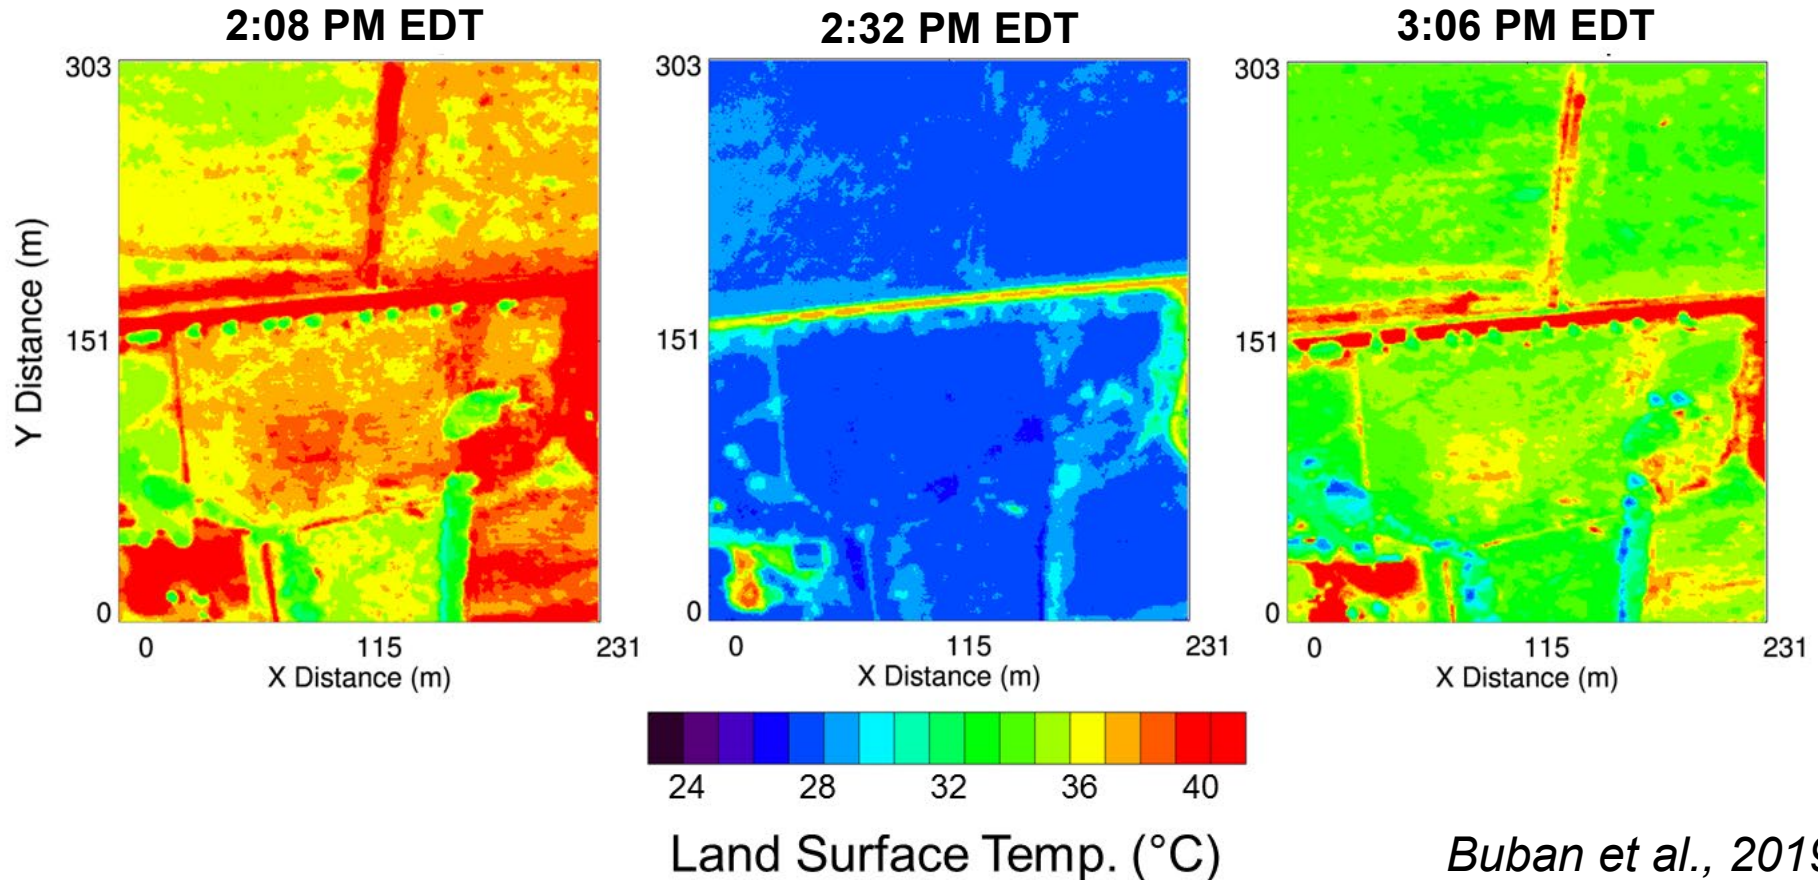 2:08 PM EDT
2:32 PM EDT
3:06 PM EDT
303
151
0
Y Distance (m)
0 115 231
X Distance (m)
303
151
0
0 115 231
X Distance (m)
303
151
0
0 115 231
X Distance (m)
24 28 32 36 40
Land Surface Temp. (°C)
Buban et al., 2019